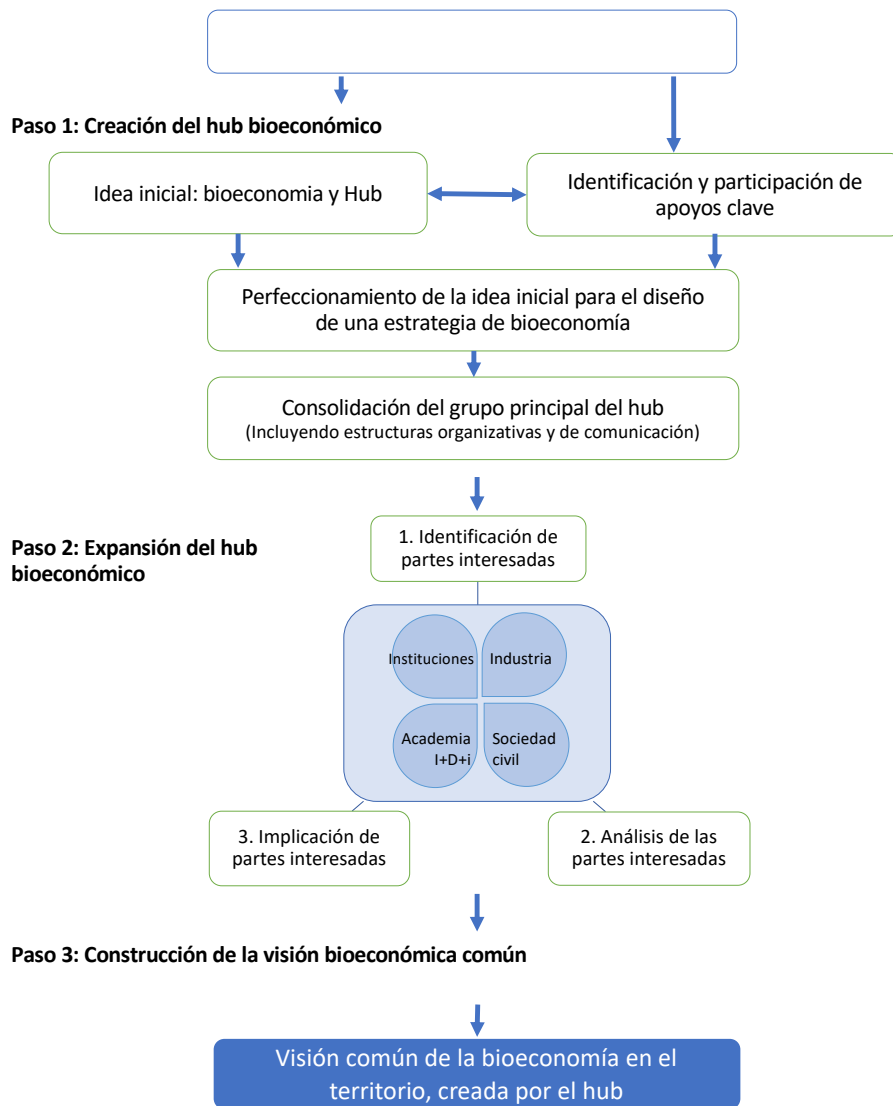 Paso 1: Creación del hub bioeconómico
Idea inicial: bioeconomia y Hub
Identificación y participación de
apoyos clave
Perfeccionamiento de la idea inicial para el diseño
de una estrategia de bioeconomía
Consolidación del grupo principal del hub
(Incluyendo estructuras organizativas y de comunicación)
Paso 2: Expansión del hub
bioeconómico
1. Identificación de
partes interesadas
Instituciones
Industria
Academia
I+D+i
Sociedad
civil
3. Implicación de
partes interesadas
2. Análisis de las
partes interesadas
Paso 3: Construcción de la visión bioeconómica común
Visión común de la bioeconomía en el
territorio, creada por el hub